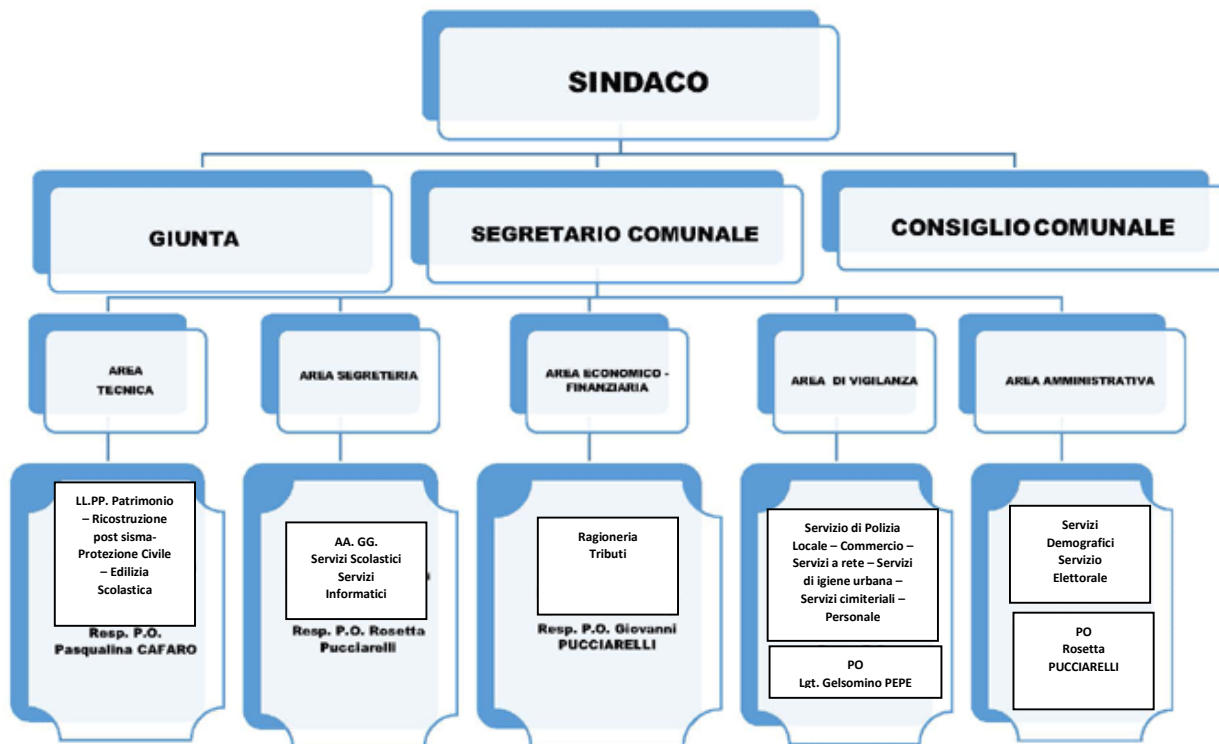 SINDACO
GIUNTA
SEGRETARIO COMUNALE
CONSIGLIO COMUNALE
AREA
TECNICA
AREA SEGRETERIA
AREA ECONOMICO -
FINANZIARIA
AREA DI VIGILANZA
AREA AMMINISTRATIVA
LL.PP. Patrimonio
– Ricostruzione
post sisma-
Protezione Civile
– Edilizia
Scolastica
Resp. P.O.
Pasqualina CAFARO
AA. GG.
Servizi Scolastici
Servizi
Informatici
Resp. P.O. Rosetta
Pucciarelli
Ragioneria
Tributi
Resp. P.O. Giovanni
PUCCIARELLI
Servizio di Polizia
Locale – Commercio –
Servizi a rete – Servizi
di igiene urbana –
Servizi cimiteriali –
Personale
PO
Lgt. Gelsomino PEPE
Servizi
Demografici
Servizio
Elettorale
PO
Rosetta
PUCCIARELLI